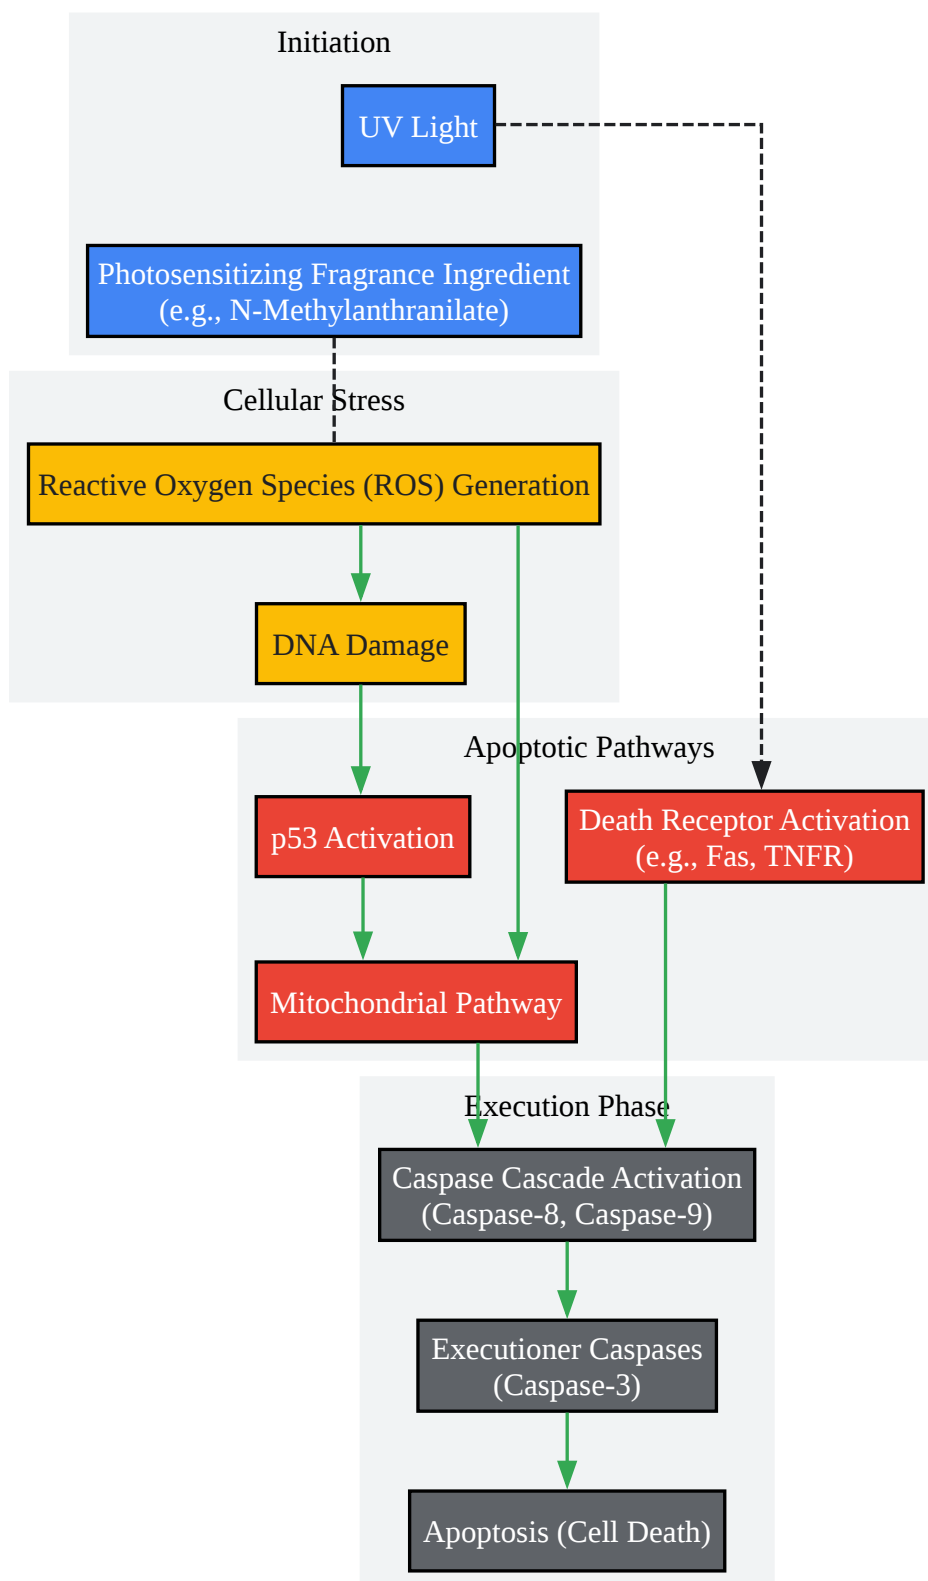 Initiation
UV Light
Photosensitizing Fragrance Ingredient
(e.g., N-Methylanthranilate)
Cellular Stress
Reactive Oxygen Species (ROS) Generation
DNA Damage
Apoptotic Pathways
p53 Activation
Death Receptor Activation
(e.g., Fas, TNFR)
Mitochondrial Pathway
Execution Phase
Caspase Cascade Activation
(Caspase-8, Caspase-9)
Executioner Caspases
(Caspase-3)
Apoptosis (Cell Death)